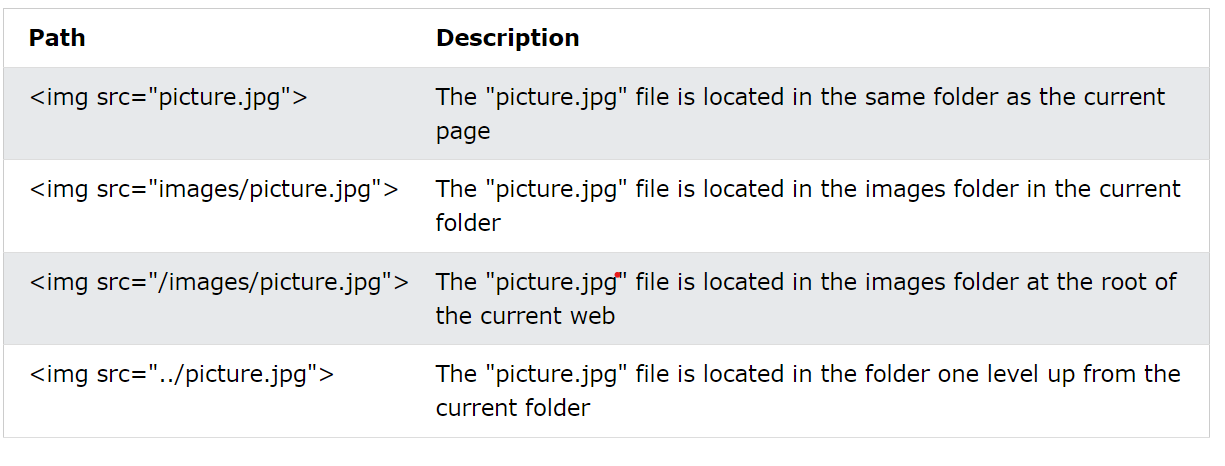 Path Description
<img src="picture.jpg"> The "picture.jpg" file is located in the same folder as the current
page
<img src="images/picture.jpg"> The "picture.jpg" file is located in the images folder in the current
folder
<img src="/images/picture.jpg"> The "picture.jpg" file is located in the images folder at the root of
the current web
<img src="../picture.jpg"> The "picture.jpg" file is located in the folder one level up from the
current folder